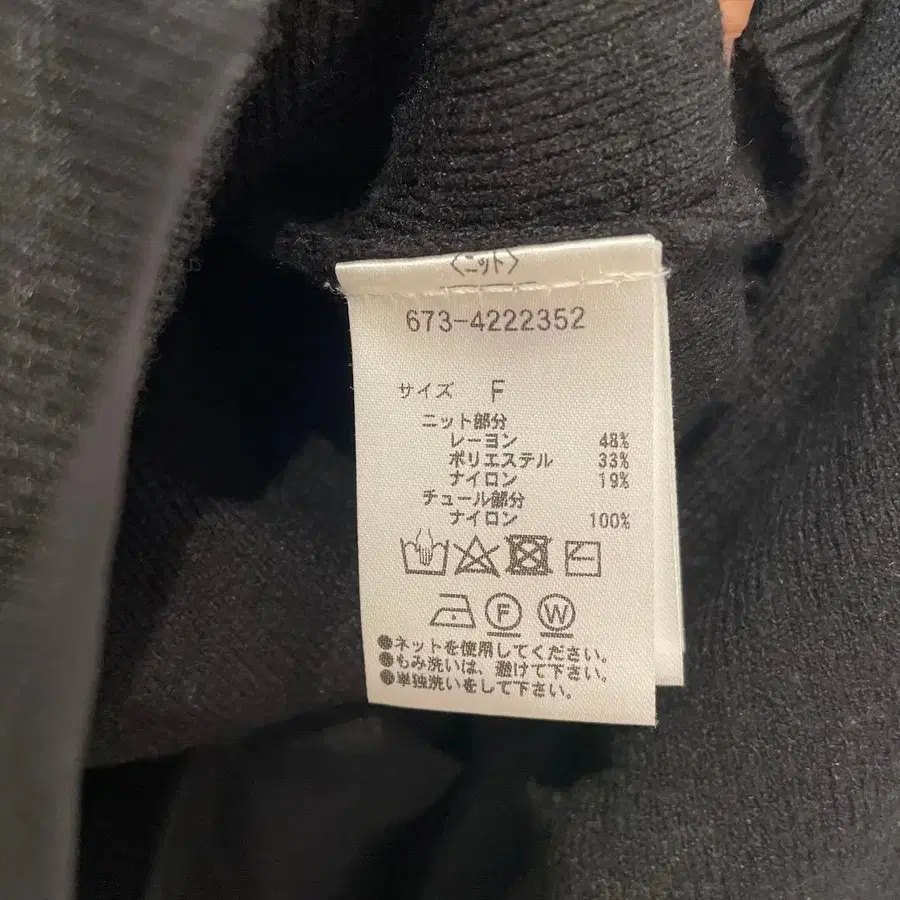 〈ニット〉
673-4222352
サイズ F
ニット部分
レーヨン 48%
ポリエステル 33%
ナイロン 19%
チュール部分
ナイロン 100%
F W
●ネットを使用してください。
●もみ洗いは、避けて下さい。
●単独洗いをして下さい。